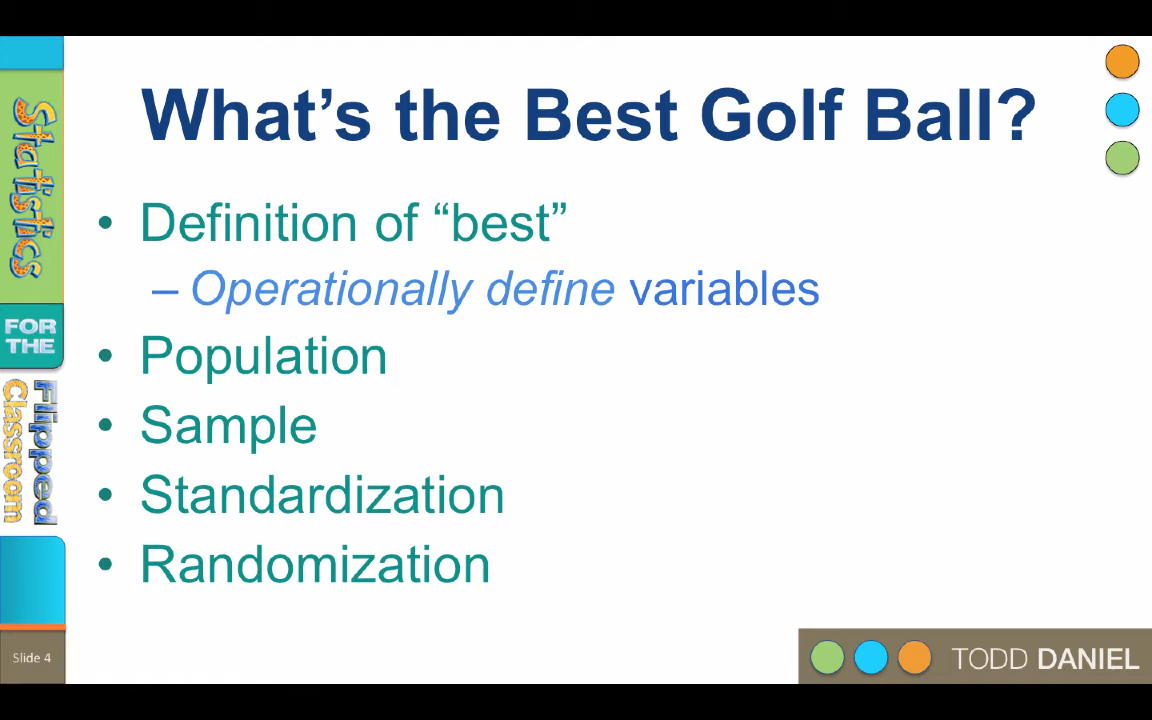 What's the Best Golf Ball?
• Definition of “best”
– Operationally define variables
• Population
• Sample
• Standardization
• Randomization
Statistics
FOR THE
Flipped
Classroom
Slide 4
TODD DANIEL